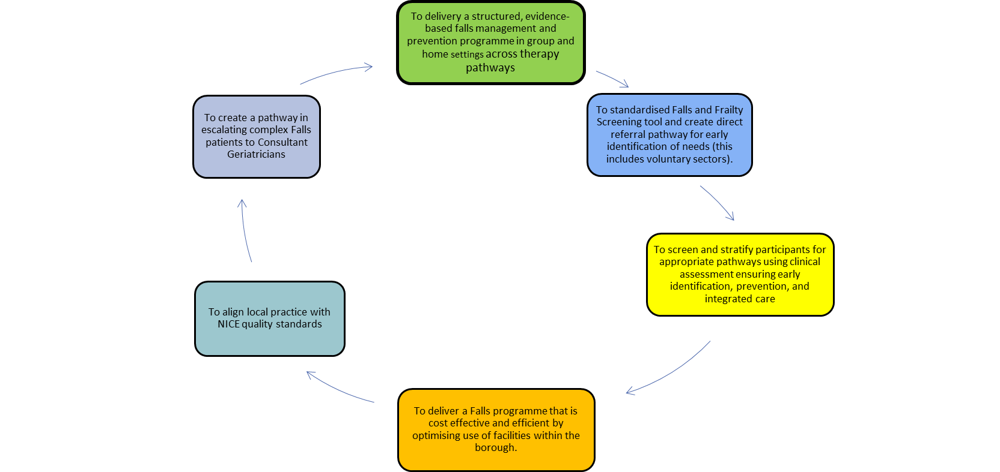 To delivery a structured, evidence-
based falls management and
prevention programme in group and
home settings across therapy
pathways
To standardised Falls and Frailty
Screening tool and create direct
referral pathway for early
identification of needs (this
includes voluntary sectors).
To screen and stratify participants for
appropriate pathways using clinical
assessment ensuring early
identification, prevention, and
integrated care
To deliver a Falls programme that is
cost effective and efficient by
optimising use of facilities within the
borough.
To align local practice with
NICE quality standards
To create a pathway in
escalating complex Falls
patients to Consultant
Geriatricians